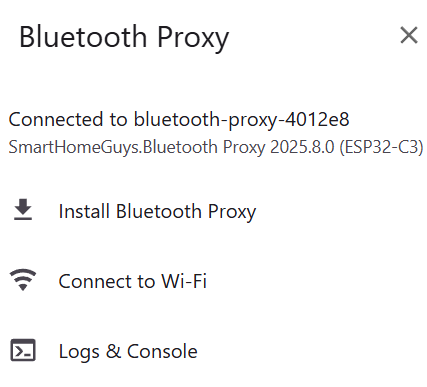 Bluetooth Proxy
Connected to bluetooth-proxy-4012e8
SmartHomeGuys.Bluetooth Proxy 2025.8.0 (ESP32-C3)
Install Bluetooth Proxy
Connect to Wi-Fi
Logs & Console